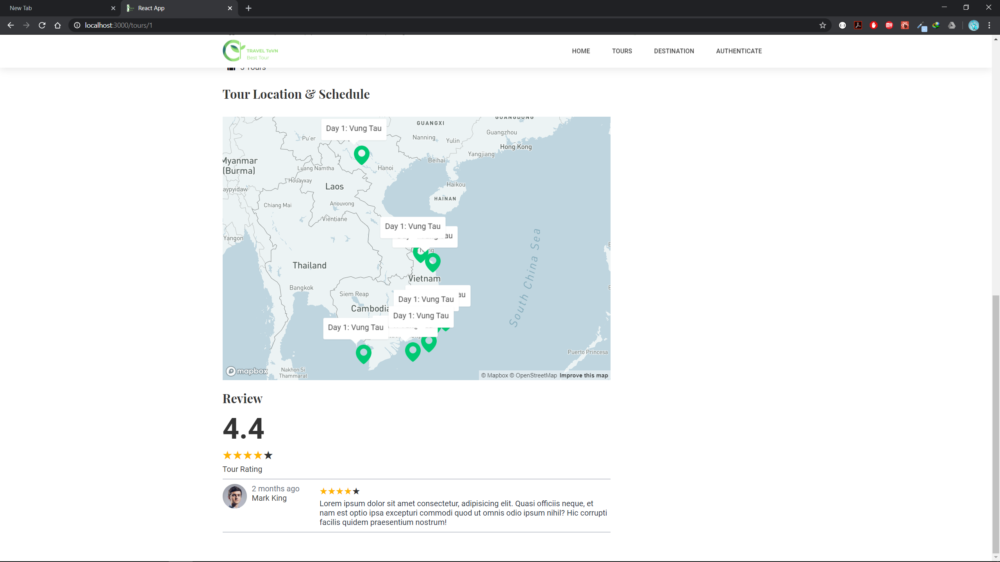 New Tab
React App
localhost:3000/tours/1
TRAVEL ToVN
Best Tour
HOME
TOURS
DESTINATION
AUTHENTICATE
5 Tours
Tour Location & Schedule
GUANGDONG
GUANGXI
Day 1: Vung Tau
Guangzhou
Pu'er
Nanning
Yulin
Hong Kong
Yangjiang
Myanmar
(Burma)
Beihai
Luang Namtha
Hanoi
Houayxay
Laos
Haikou
aypyidaw
HAINAN
Chiang Mai
Anouvong
Vientiane
Day 1: Vung Tau
au
Yangon
Thailand
South China Sea
Vietnam
Bangkok
Siem Reap
au
Day 1: Vung Tau
Cambodia
Day 1: Vung Tau
Day 1: Vung Tau
Puerto Princesa
Nakhon Si
Thammarat
mapbox
© Mapbox © OpenStreetMap Improve this map
Review
4.4
★★★★★
Tour Rating
2 months ago
Mark King
★★★★★
Lorem ipsum dolor sit amet consectetur, adipisicing elit. Quasi officiis neque, et
nam est optio ipsa excepturi commodi quod ut omnis odio ipsum nihil? Hic corrupti
facilis quidem praesentium nostrum!